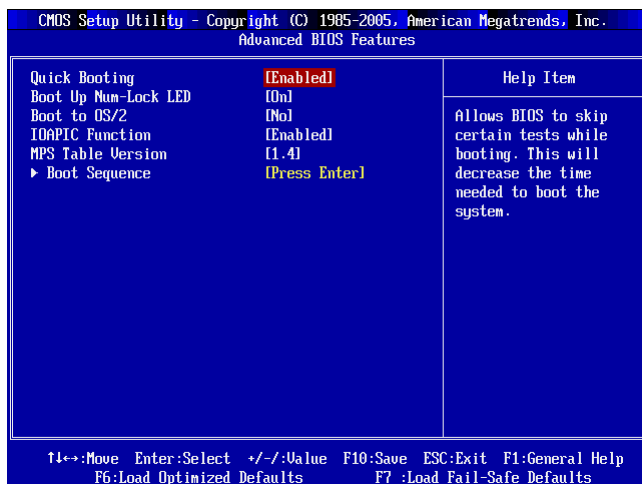 CMOS Setup Utility - Copyright (C) 1985-2005, American Megatrends, Inc.
Advanced BIOS Features
Quick Booting [Enabled]
Boot Up Num-Lock LED [On]
Boot to OS/2 [No]
IOAPIC Function [Enabled]
MPS Table Version [1.4]
▸ Boot Sequence [Press Enter]
Help Item
Allows BIOS to skip
certain tests while
booting. This will
decrease the time
needed to boot the
system.
↑↓↔:Move Enter:Select +/-/:Value F10:Save ESC:Exit F1:General Help
F6:Load Optimized Defaults F7 :Load Fail-Safe Defaults